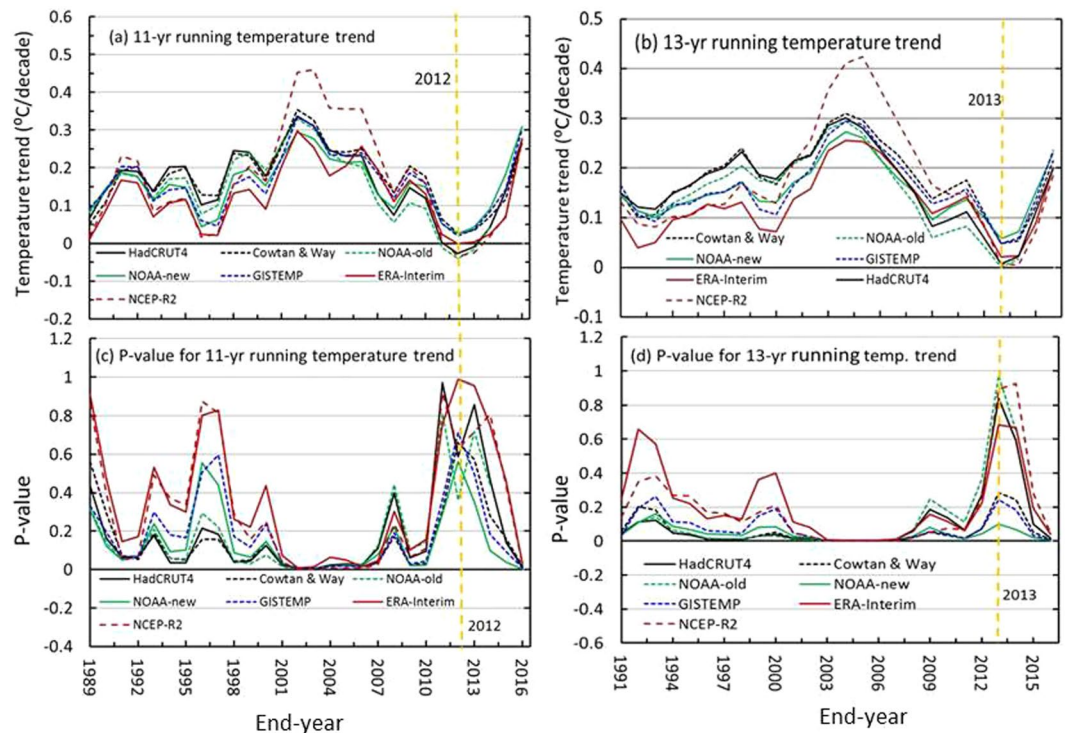 (a) 11-yr running temperature trend
2012
Temperature trend (°C/decade)
0.6
0.5
0.4
0.3
0.2
0.1
0
-0.1
-0.2
HadCRUT4 Cowtan & Way NOAA-old
NOAA-new GISTEMP ERA-Interim
NCEP-R2
(b) 13-yr running temperature trend
2013
Temperature trend (°C/decade)
0.5
0.4
0.3
0.2
0.1
0
-0.1
Cowtan & Way NOAA-old
NOAA-new GISTEMP
ERA-Interim HadCRUT4
NCEP-R2
(c) P-value for 11-yr running temperature trend
P-value
1.2
1
0.8
0.6
0.4
0.2
0
-0.2
-0.4
HadCRUT4 Cowtan & Way NOAA-old
NOAA-new GISTEMP ERA-Interim
NCEP-R2
2012
1989 1992 1995 1998 2001 2004 2007 2010 2013 2016
End-year
(d) P-value for 13-yr running temp. trend
P-value
1.2
1
0.8
0.6
0.4
0.2
0
-0.2
-0.4
-0.6
HadCRUT4 Cowtan & Way
NOAA-old NOAA-new
GISTEMP ERA-Interim
NCEP-R2
2013
1991 1994 1997 2000 2003 2006 2009 2012 2015
End-year